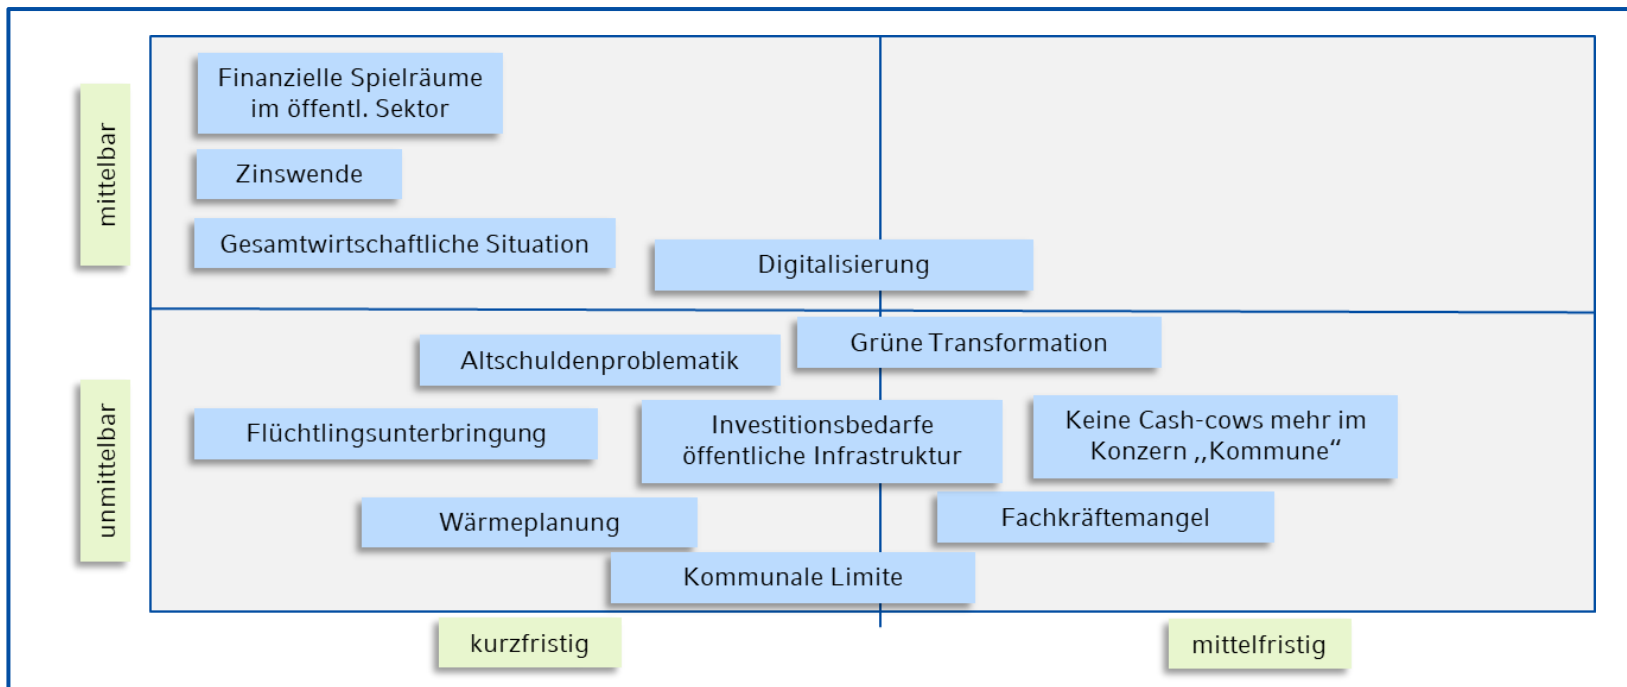 mittelbar
Finanzielle Spielräume
im öffentl. Sektor
Zinswende
Gesamtwirtschaftliche Situation
Digitalisierung
unmittelbar
Altschuldenproblematik
Grüne Transformation
Flüchtlingsunterbringung
Investitionsbedarfe
öffentliche Infrastruktur
Keine Cash-cows mehr im
Konzern ,,Kommune“
Wärmeplanung
Fachkräftemangel
Kommunale Limite
kurzfristig
mittelfristig